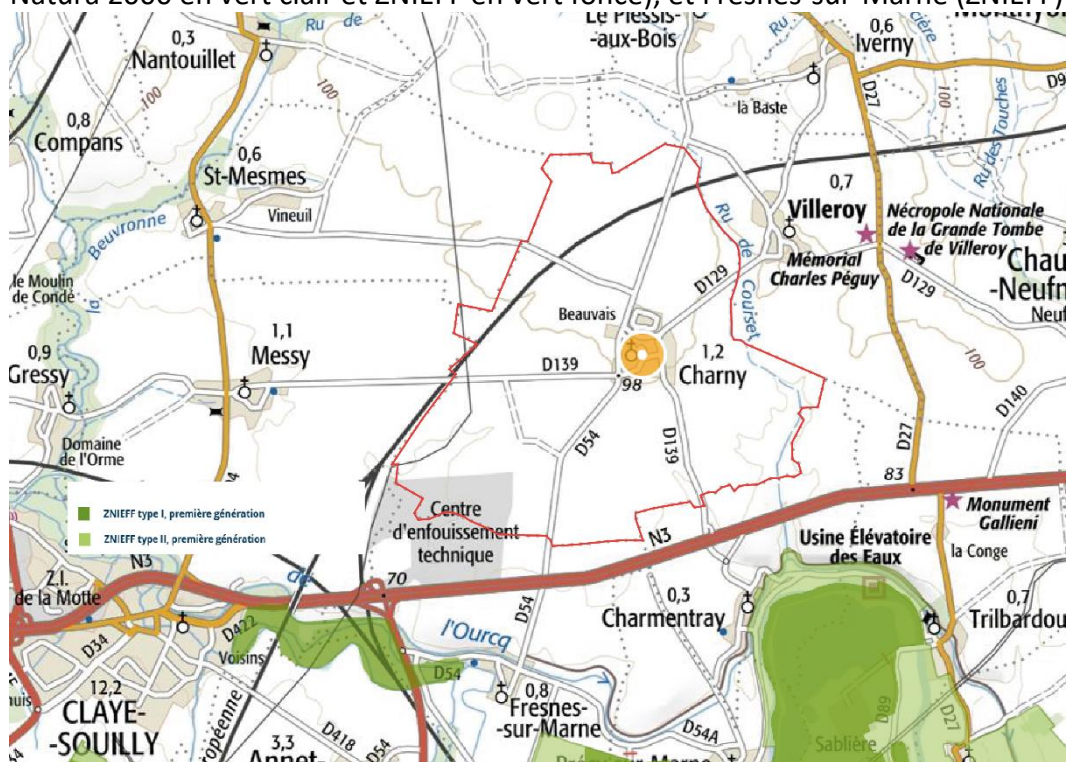 Natura 2000 en vert clair et ZNIEFF en vert foncé), et Fresnes-sur-Marne (ZNIEFF)
0,3
Nantouillet
Ru de
Le Plessis-
-aux-Bois
0,6
Iverny
D27
100
100
la Baste
Ru des Touches
0,8
Compans
0,6
St-Mesmes
Vineuil
la Beuvronne
le Moulin
de Condé
Ru de Courset
0,7
Villeroy
Mémorial
Charles Péguy
Nécropole Nationale
de la Grande Tombe
de Villeroy
D129
D129
Beauvais
1,2
Charny
98
D139
D54
D139
1,1
Messy
0,9
Gressy
Domaine
de l'Orme
100
D140
D27
83
Monument
Gallieni
Centre
d'enfouissement
technique
ZNIEFF type I, première génération
ZNIEFF type II, première génération
N3
N3
70
Z.I.
de la Motte
Usine Élévatoire
des Eaux
la Conge
0,7
0,3
Charmentray
D34
D422
Voisins
l'Ourcq
D54
D54
12,2
CLAYE-
-SOUILLY
0,8
Fresnes-
-sur-Marne
D54A
D418
D54
3,3
D89
D27
Sablière